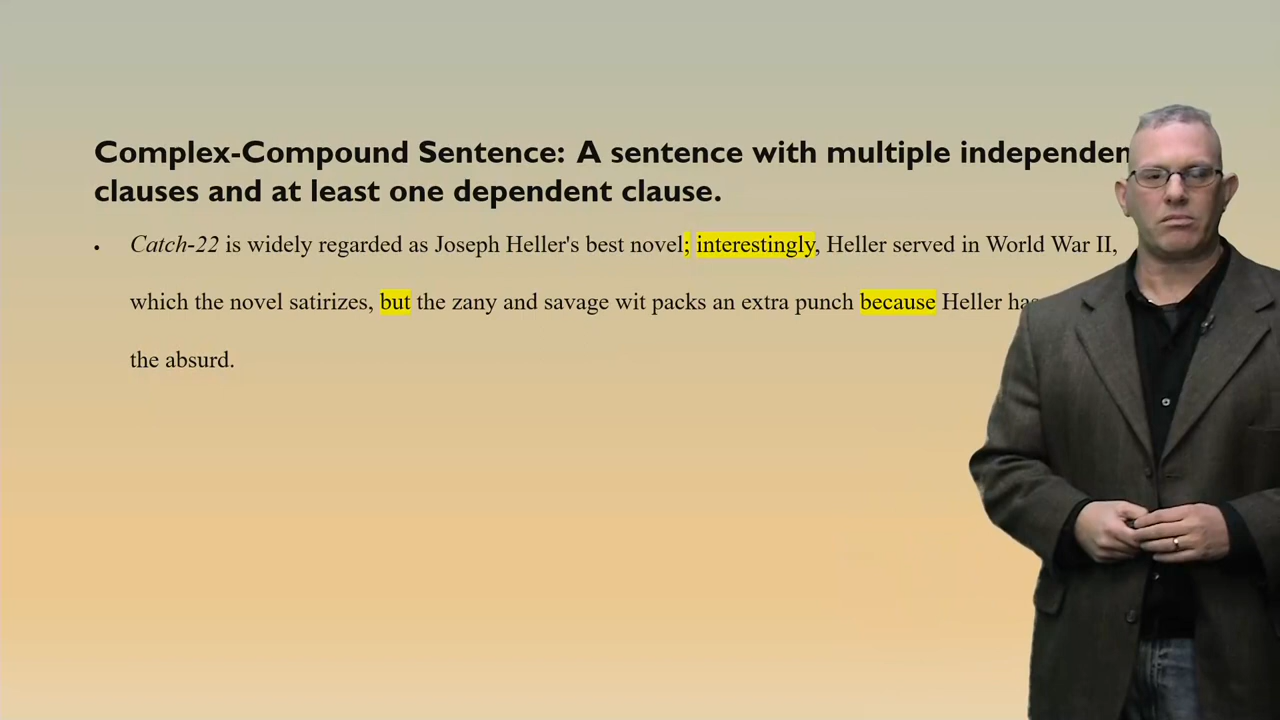 Complex-Compound Sentence: A sentence with multiple independen
clauses and at least one dependent clause.
• Catch-22 is widely regarded as Joseph Heller's best novel; interestingly, Heller served in World War II,
which the novel satirizes, but the zany and savage wit packs an extra punch because Heller
the absurd.